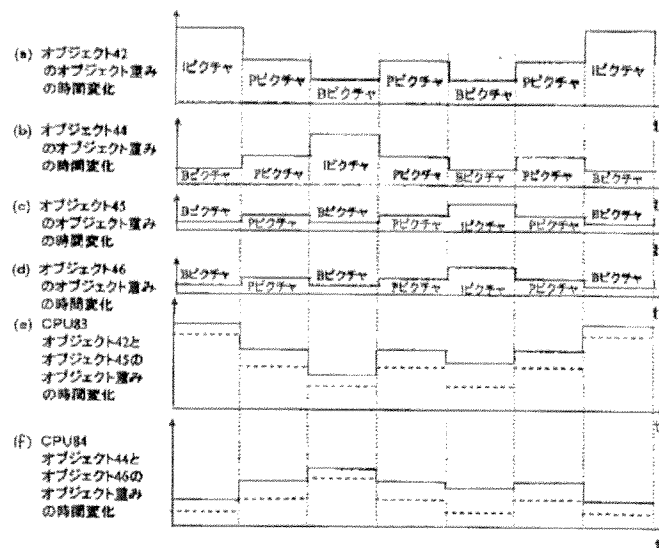 (a) オブジェクト42
のオブジェクト重み
の時間変化
Iピクチャ
Pピクチャ
Bピクチャ
Pピクチャ
Bピクチャ
Pピクチャ
Iピクチャ
t
(b) オブジェクト44
のオブジェクト重み
の時間変化
Bピクチャ
Pピクチャ
Iピクチャ
Pピクチャ
Bピクチャ
Pピクチャ
Bピクチャ
t
(c) オブジェクト45
のオブジェクト重み
の時間変化
Bピクチャ
Pピクチャ
Bピクチャ
Pピクチャ
Iピクチャ
Pピクチャ
Bピクチャ
t
(d) オブジェクト46
のオブジェクト重み
の時間変化
Bピクチャ
Pピクチャ
Bピクチャ
Pピクチャ
Iピクチャ
Pピクチャ
Bピクチャ
t
(e) CPU83
オブジェクト42と
オブジェクト45の
オブジェクト重み
の時間変化
t
(f) CPU84
オブジェクト44と
オブジェクト46の
オブジェクト重み
の時間変化
t